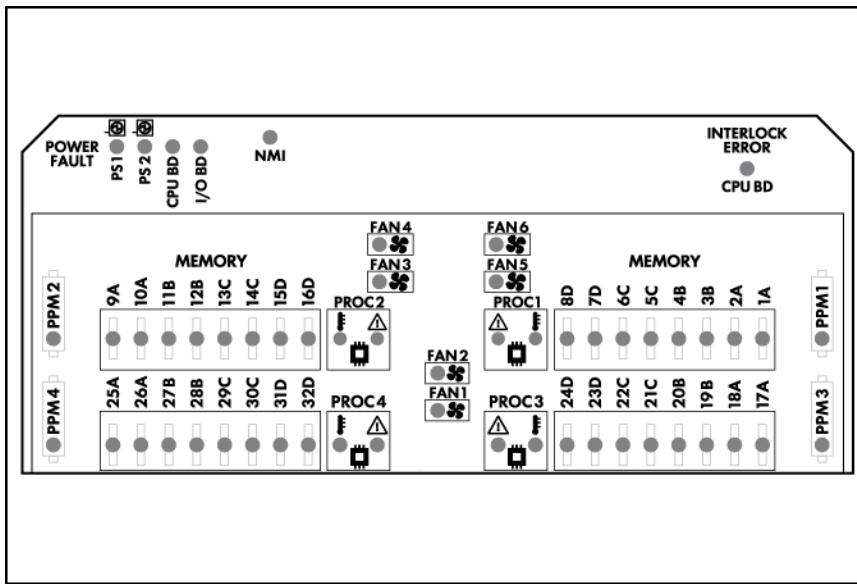 POWER
FAULT
PS1
PS2
CPU BD
I/O BD
NMI
INTERLOCK
ERROR
CPU BD
FAN4
FAN6
FAN3
FAN5
MEMORY
MEMORY
PPM2
9A
10A
11B
12B
13C
14C
15D
16D
PROC2
PROC1
8D
7D
6C
5C
4B
3B
2A
1A
PPM1
FAN2
FAN1
PPM4
25A
26A
27B
28B
29C
30C
31D
32D
PROC4
PROC3
24D
23D
22C
21C
20B
19B
18A
17A
PPM3